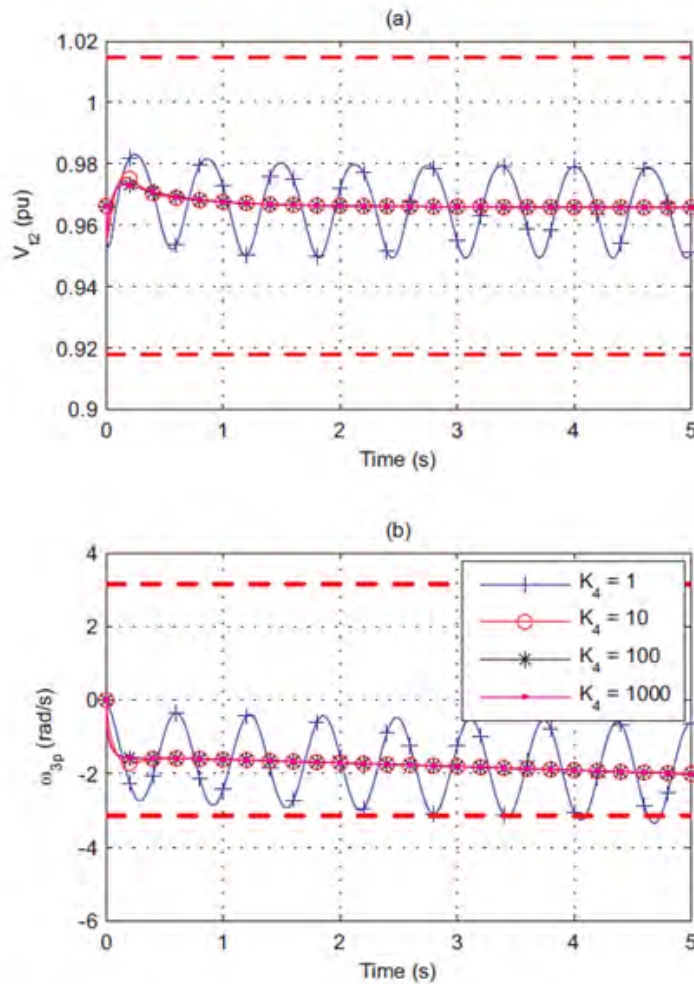 (a)
1.02
1
0.98
0.96
0.94
0.92
0.9
V_t2 (pu)
0 1 2 3 4 5
Time (s)
(b)
4
2
0
-2
-4
-6
ω_3p (rad/s)
K_4 = 1
K_4 = 10
K_4 = 100
K_4 = 1000
0 1 2 3 4 5
Time (s)